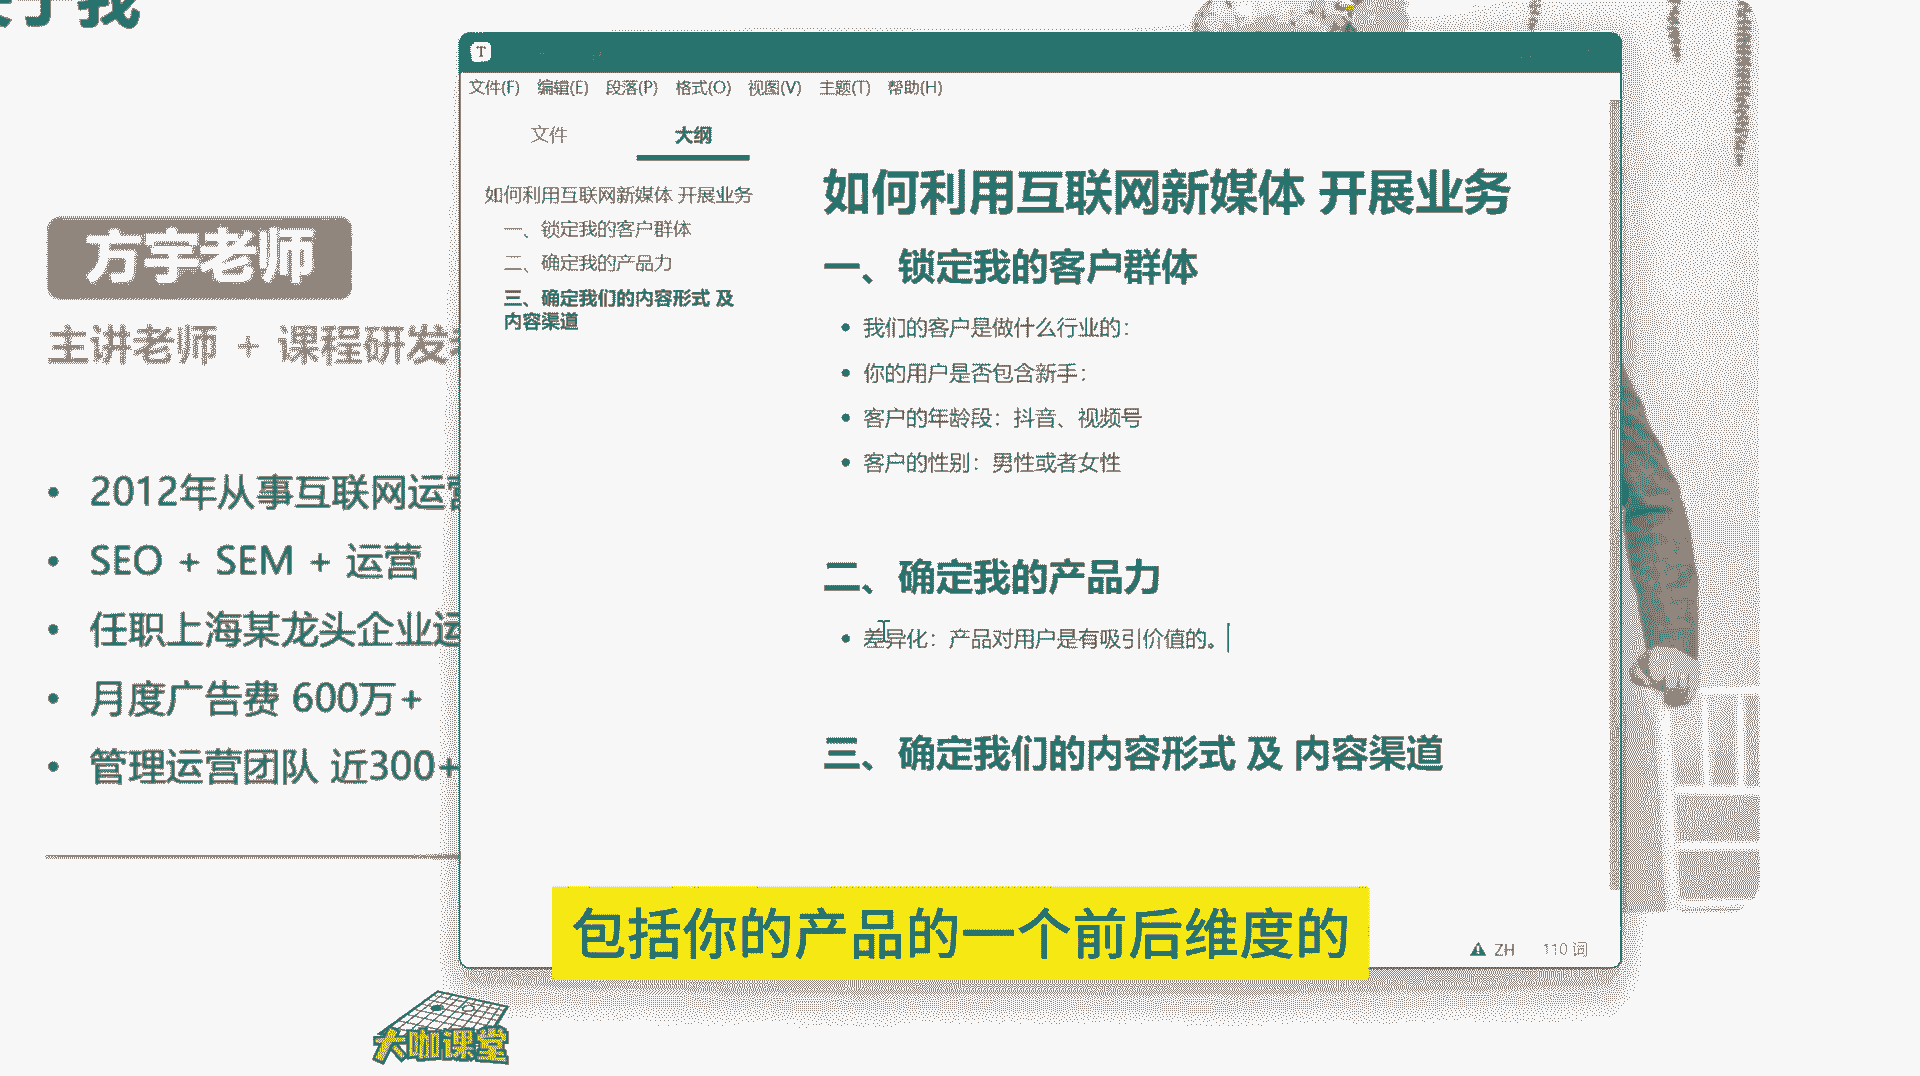 于我
方宇老师
主讲老师 + 课程研发
2012年从事互联网运营
SEO + SEM + 运营
任职上海某龙头企业运
月度广告费 600万+
管理运营团队 近300+
T
文件(F) 编辑(E) 段落(P) 格式(O) 视图(V) 主题(T) 帮助(H)
文件 大纲
如何利用互联网新媒体 开展业务
一、锁定我的客户群体
二、确定我的产品力
三、确定我们的内容形式 及
内容渠道
如何利用互联网新媒体 开展业务
一、锁定我的客户群体
我们的客户是做什么行业的:
你的用户是否包含新手:
客户的年龄段: 抖音、视频号
客户的性别: 男性或者女性
二、确定我的产品力
差异化: 产品对用户是有吸引价值的。
三、确定我们的内容形式 及 内容渠道
ZH 110 词
包括你的产品的一个前后维度的
大咖课堂